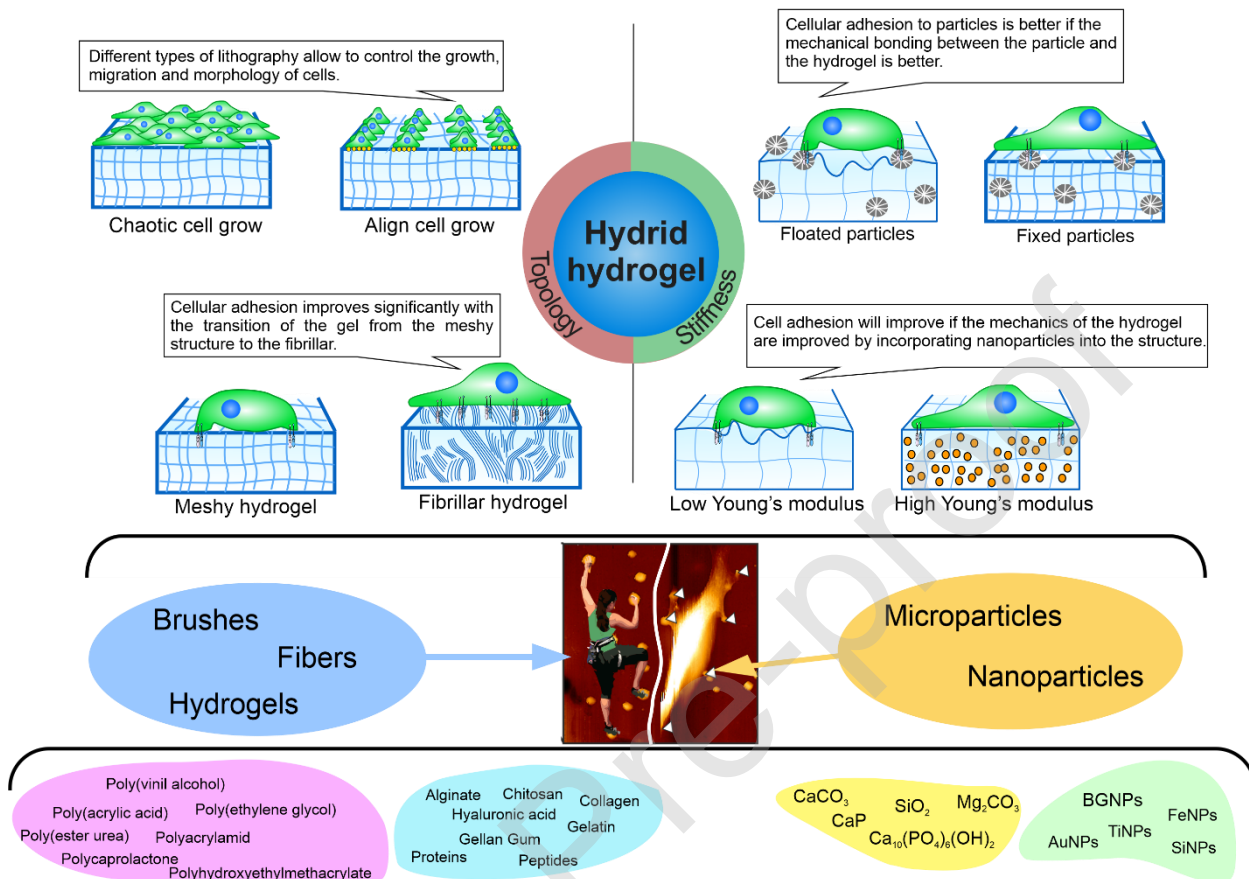 Different types of lithography allow to control the growth,
migration and morphology of cells.
Chaotic cell grow
Align cell grow
Cellular adhesion to particles is better if the
mechanical bonding between the particle and
the hydrogel is better.
Floated particles
Fixed particles
Hydrid
hydrogel
Topology
Stiffness
Cellular adhesion improves significantly with
the transition of the gel from the meshy
structure to the fibrillar.
Meshy hydrogel
Fibrillar hydrogel
Cell adhesion will improve if the mechanics of the hydrogel
are improved by incorporating nanoparticles into the structure.
Low Young's modulus
High Young's modulus
Brushes
Fibers
Hydrogels
Microparticles
Nanoparticles
Poly(vinil alcohol)
Poly(acrylic acid)
Poly(ethylene glycol)
Poly(ester urea)
Polyacrylamid
Polycaprolactone
Polyhydroxyethylmethacrylate
Alginate
Chitosan
Collagen
Hyaluronic acid
Gelatin
Gellan Gum
Proteins
Peptides
CaCO₃
SiO₂
Mg₂CO₃
CaP
Ca₁₀(PO₄)₆(OH)₂
BGNPs
FeNPs
TiNPs
AuNPs
SiNPs
Pre-proof